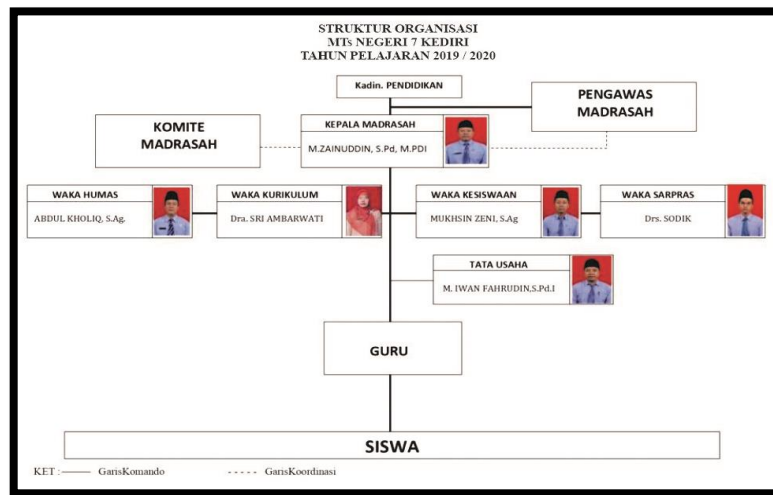 STRUKTUR ORGANISASI
MTs NEGERI 7 KEDIRI
TAHUN PELAJARAN 2019 / 2020
Kadin. PENDIDIKAN
PENGAWAS
MADRASAH
KOMITE
MADRASAH
KEPALA MADRASAH
M.ZAINUDDIN, S.Pd, M.PDI
WAKA HUMAS
ABDUL KHOLIQ, S.Ag.
WAKA KURIKULUM
Dra. SRI AMBARWATI
WAKA KESISWAAN
MUKHSIN ZENI, S.Ag
WAKA SARPRAS
Drs. SODIK
TATA USAHA
M. IWAN FAHRUDIN,S.Pd.I
GURU
SISWA
KET : GarisKomando GarisKoordinasi